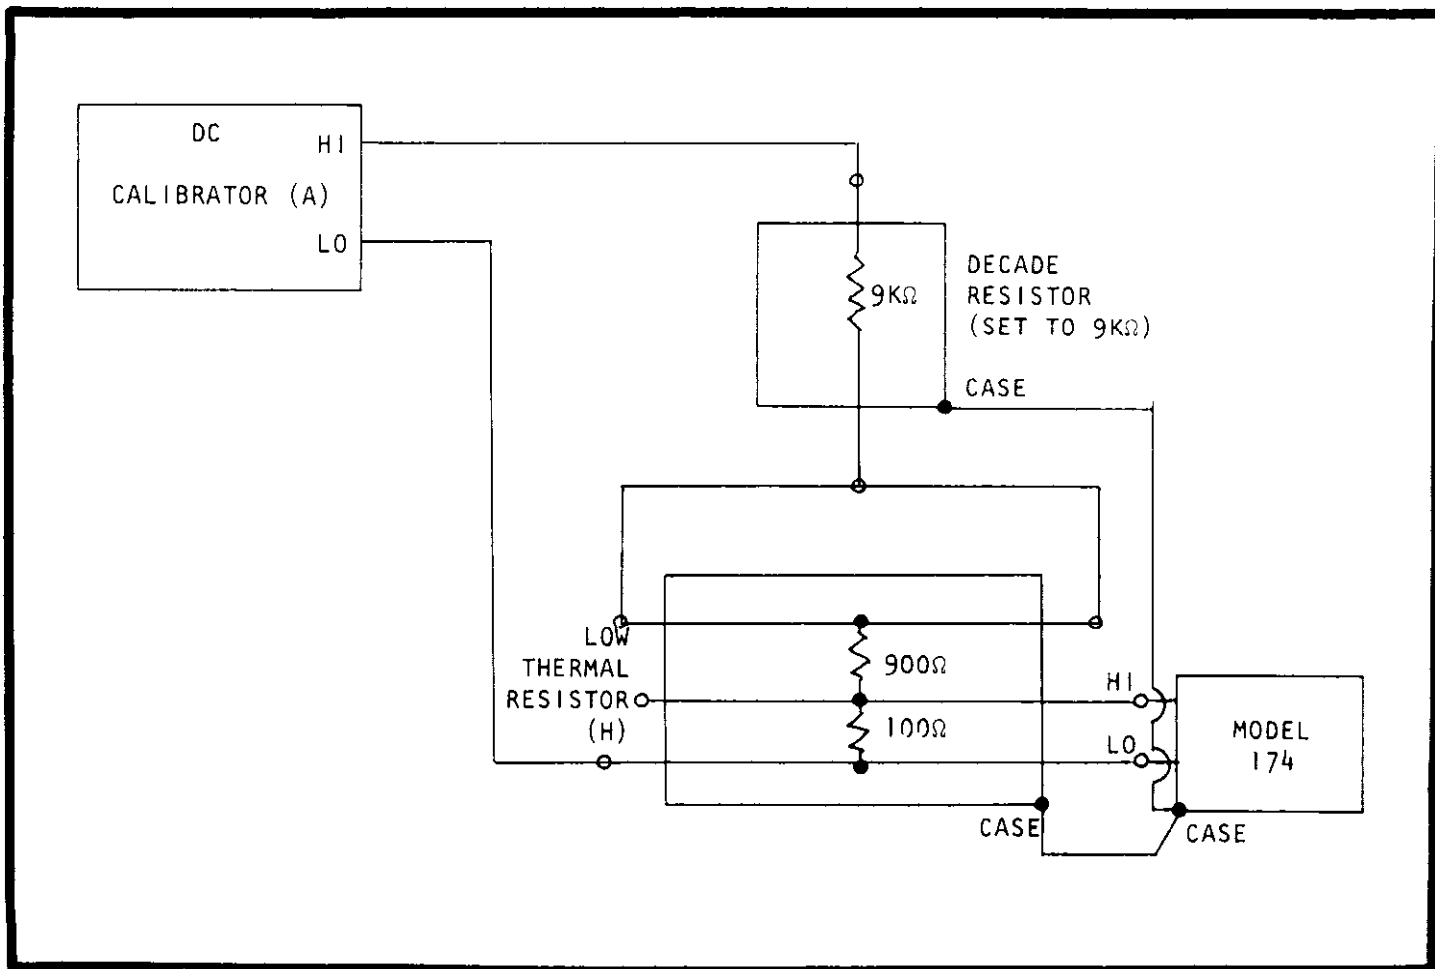 DC
CALIBRATOR (A)
HI
LO
9KΩ
DECADE
RESISTOR
(SET TO 9KΩ)
CASE
LOW
THERMAL
RESISTOR
(H)
900Ω
100Ω
HI
LO
MODEL
174
CASE
CASE